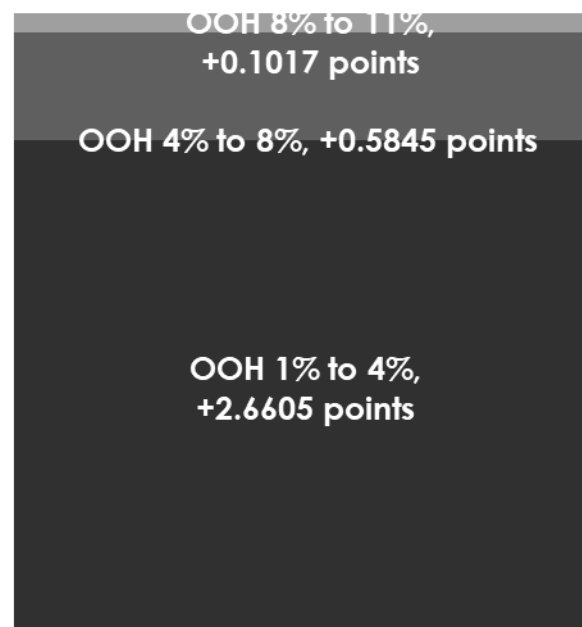 OOH 8% to 11%,
+0.1017 points
OOH 4% to 8%, +0.5845 points
OOH 1% to 4%,
+2.6605 points